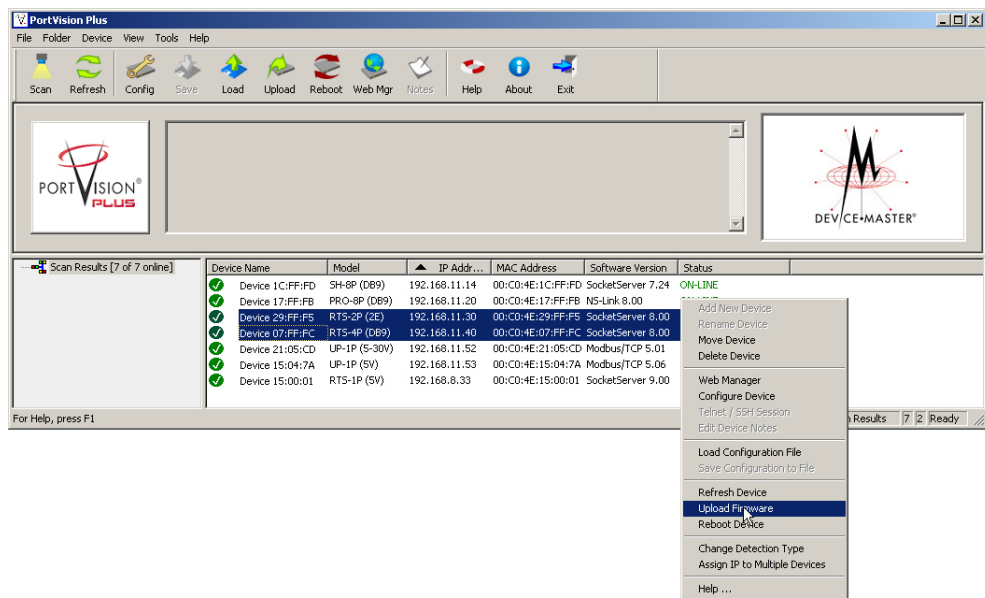 PortVision Plus
File Folder Device View Tools Help
Scan Refresh Config Save Load Upload Reboot Web Mgr Notes Help About Exit
PORT VISION®
PLUS
DEVICE·MASTER®
Scan Results [7 of 7 online]
Device Name Model IP Addr... MAC Address Software Version Status
Device 1C:FF:FD SH-8P (DB9) 192.168.11.14 00:C0:4E:1C:FF:FD SocketServer 7.24 ON-LINE
Device 17:FF:FB PRO-8P (DB9) 192.168.11.20 00:C0:4E:17:FF:FB NS-Link 8.00
Device 29:FF:F5 RTS-2P (2E) 192.168.11.30 00:C0:4E:29:FF:F5 SocketServer 8.00
Device 07:FF:FC RTS-4P (DB9) 192.168.11.40 00:C0:4E:07:FF:FC SocketServer 8.00
Device 21:05:CD UP-1P (5-30V) 192.168.11.52 00:C0:4E:21:05:CD Modbus/TCP 5.01
Device 15:04:7A UP-1P (5V) 192.168.11.53 00:C0:4E:15:04:7A Modbus/TCP 5.06
Device 15:00:01 RTS-1P (5V) 192.168.8.33 00:C0:4E:15:00:01 SocketServer 9.00
Add New Device
Rename Device
Move Device
Delete Device
Web Manager
Configure Device
Telnet / SSH Session
Edit Device Notes
Load Configuration File
Save Configuration to File
Refresh Device
Upload Firmware
Reboot Device
Change Detection Type
Assign IP to Multiple Devices
Help ...
For Help, press F1
Results 7 2 Ready